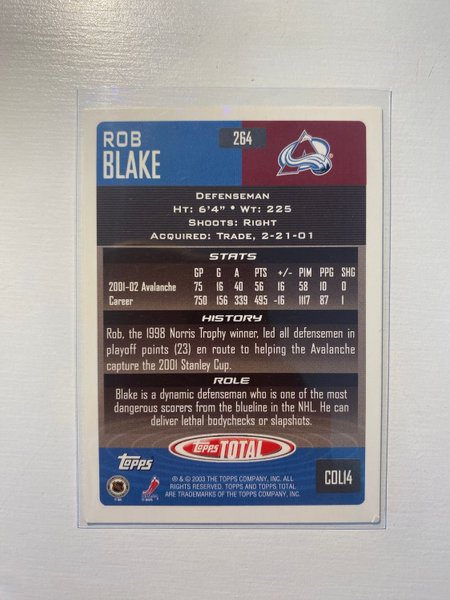 ROB
BLAKE
264
DEFENSEMAN
HT: 6'4" • WT: 225
SHOOTS: RIGHT
ACQUIRED: TRADE, 2-21-01
STATS
GP G A PTS +/- PIM PPG SHG
2001-02 Avalanche 75 16 40 56 16 58 10 0
Career 750 156 339 495 -16 1117 87 1
HISTORY
Rob, the 1998 Norris Trophy winner, led all defensemen in
playoff points (23) en route to helping the Avalanche
capture the 2001 Stanley Cup.
ROLE
Blake is a dynamic defenseman who is one of the most
dangerous scorers from the blueline in the NHL. He can
deliver lethal bodychecks or slapshots.
Topps TOTAL
Topps
COL14
® & © 2003 THE TOPPS COMPANY, INC. ALL
RIGHTS RESERVED. TOPPS AND TOPPS TOTAL
ARE TRADEMARKS OF THE TOPPS COMPANY, INC.